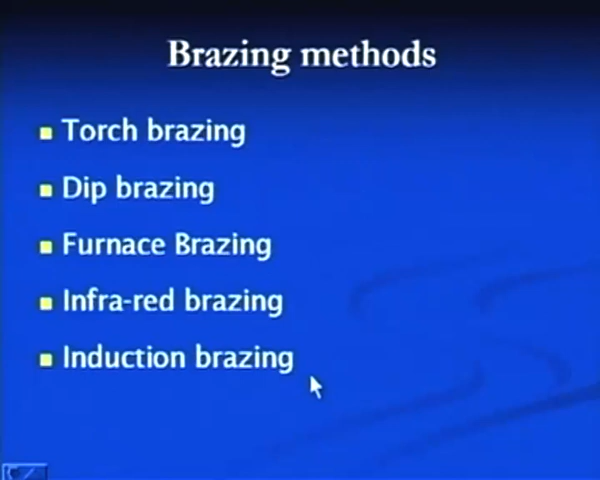 Brazing methods
Torch brazing
Dip brazing
Furnace Brazing
Infra-red brazing
Induction brazing